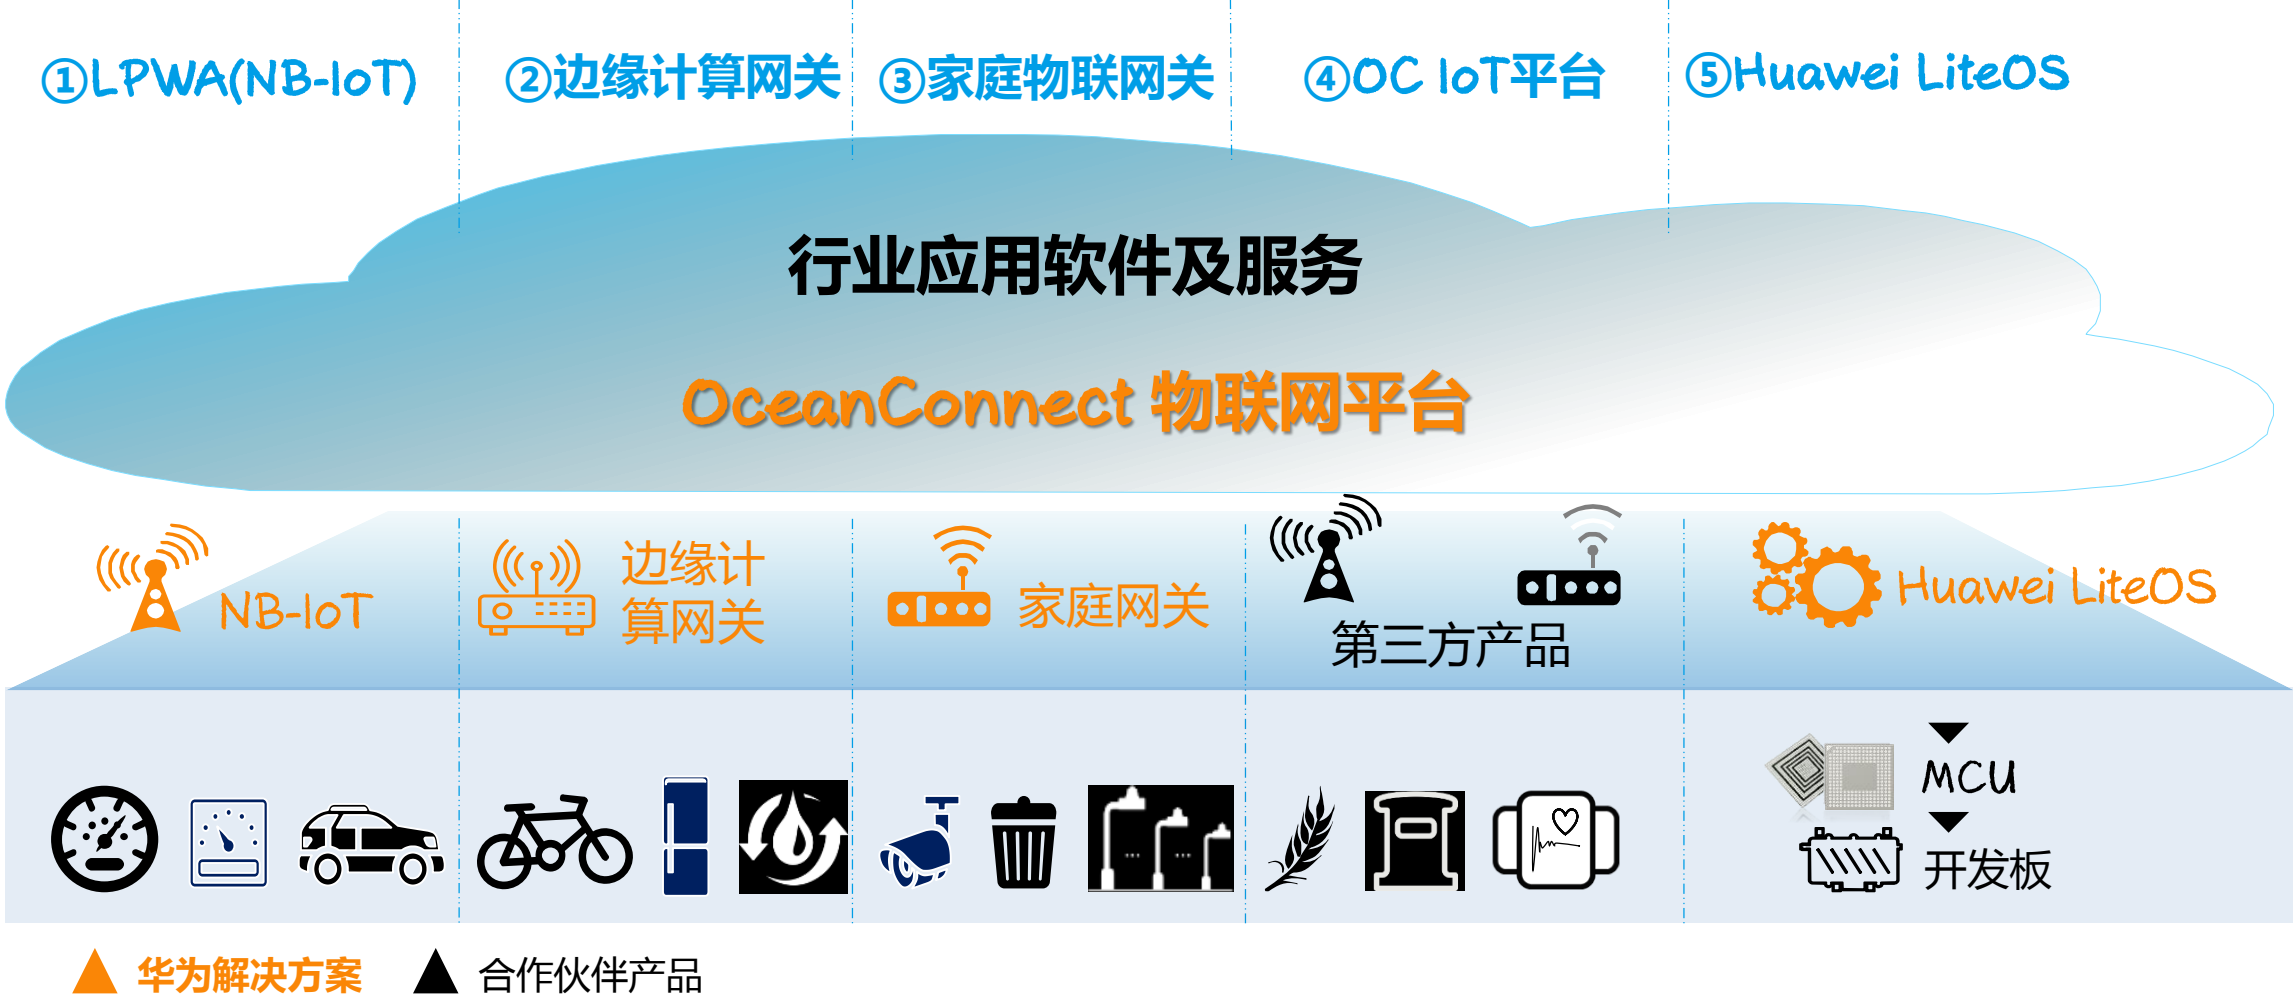 ①LPWA(NB-IoT)
②边缘计算网关
③家庭物联网关
④OC IoT平台
⑤Huawei LiteOS
行业应用软件及服务
OceanConnect 物联网平台
NB-IoT
边缘计
算网关
家庭网关
第三方产品
Huawei LiteOS
MCU
开发板
华为解决方案
合作伙伴产品